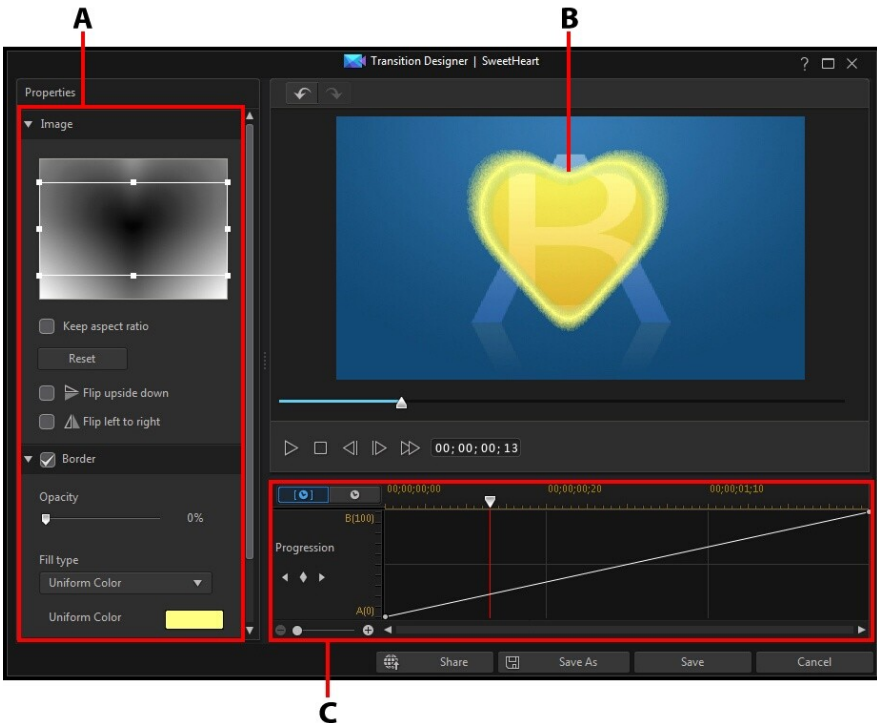 A
B
Transition Designer | SweetHeart
?
Properties
Image
B
A
Keep aspect ratio
Reset
Flip upside down
Flip left to right
00;00;00;13
Border
Opacity
0%
Fill type
Uniform Color
Uniform Color
00;00;00;00 00;00;00;20 00;00;01;10
B(100)
Progression
A(0)
Share
Save As
Save
Cancel
C